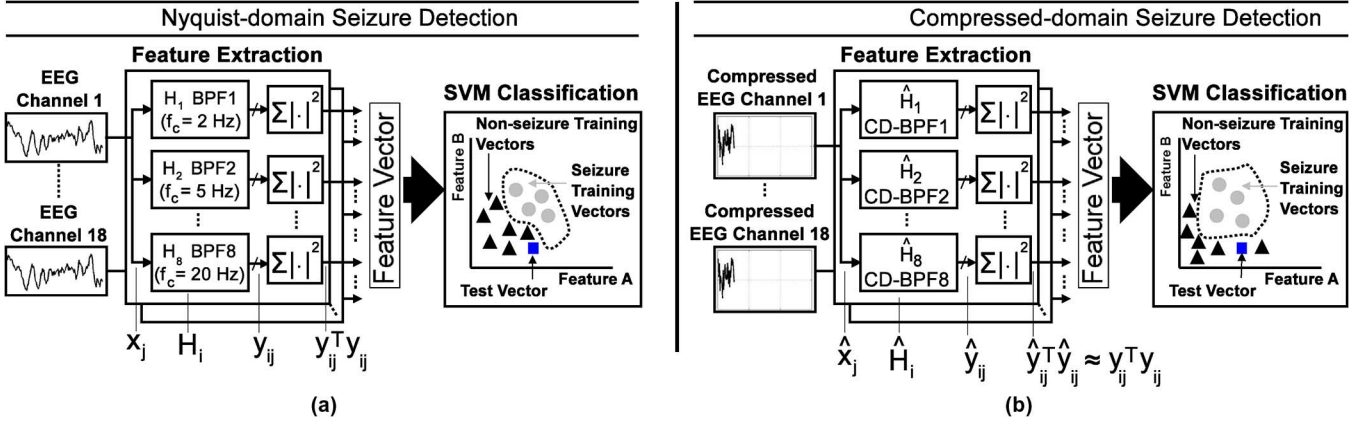 Nyquist-domain Seizure Detection
Feature Extraction
EEG
Channel 1
H₁ BPF1
(fc = 2 Hz)
Σ|·|²
H₂ BPF2
(fc = 5 Hz)
Σ|·|²
EEG
Channel 18
H₈ BPF8
(fc = 20 Hz)
Σ|·|²
Feature Vector
SVM Classification
Non-seizure Training
Vectors
Seizure
Training
Vectors
Feature B
Feature A
Test Vector
xⱼ
Hᵢ
yᵢⱼ
yᵢⱼᵀyᵢⱼ
(a)
Compressed-domain Seizure Detection
Feature Extraction
Compressed
EEG Channel 1
Ĥ₁
CD-BPF1
Σ|·|²
Ĥ₂
CD-BPF2
Σ|·|²
Compressed
EEG Channel 18
Ĥ₈
CD-BPF8
Σ|·|²
Feature Vector
SVM Classification
Non-seizure Training
Vectors
Seizure
Training
Vectors
Feature B
Feature A
Test Vector
x̂ⱼ
Ĥᵢ
ŷᵢⱼ
ŷᵢⱼᵀŷᵢⱼ ≈ yᵢⱼᵀyᵢⱼ
(b)